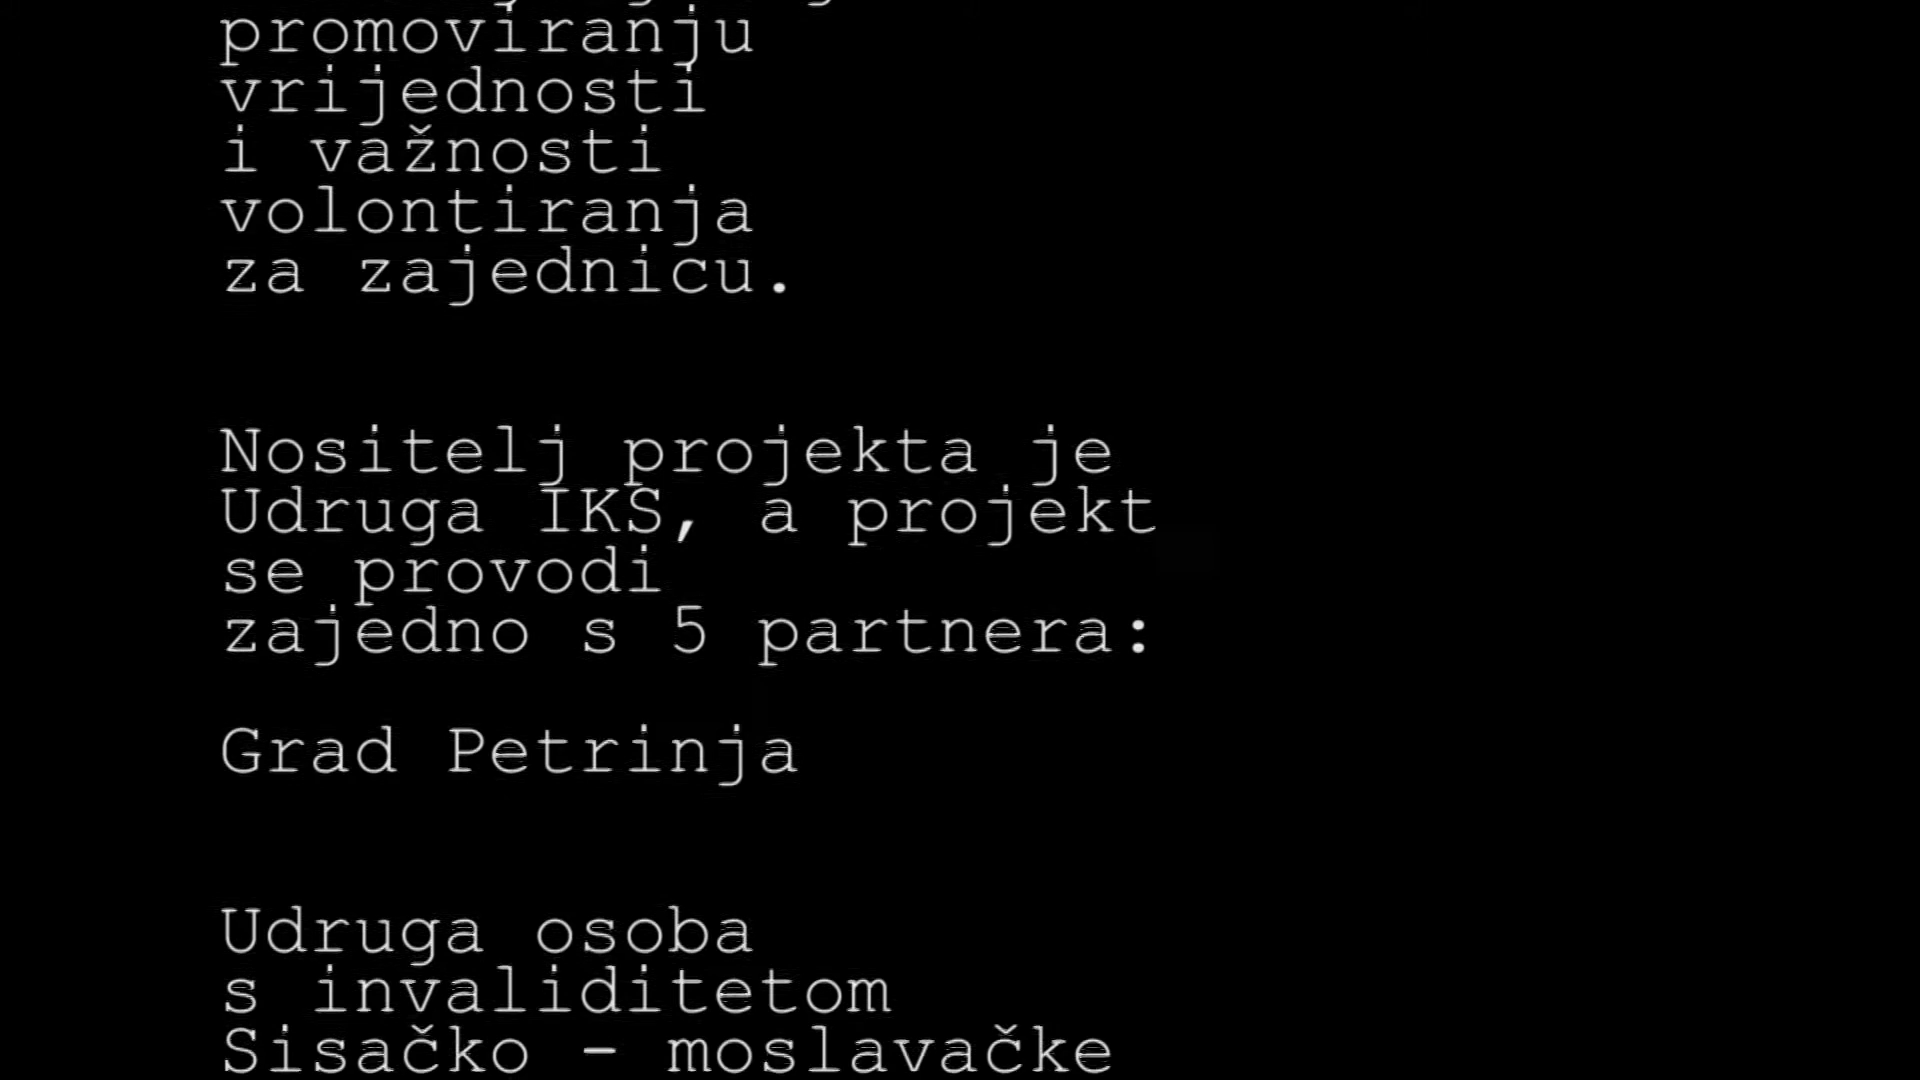 promoviranju
vrijednosti
i važnosti
volontiranja
za zajednicu.
Nositelj projekta je
Udruga IKS, a projekt
se provodi
zajedno s 5 partnera:
Grad Petrinja
Udruga osoba
s invaliditetom
Sisačko - moslavačke